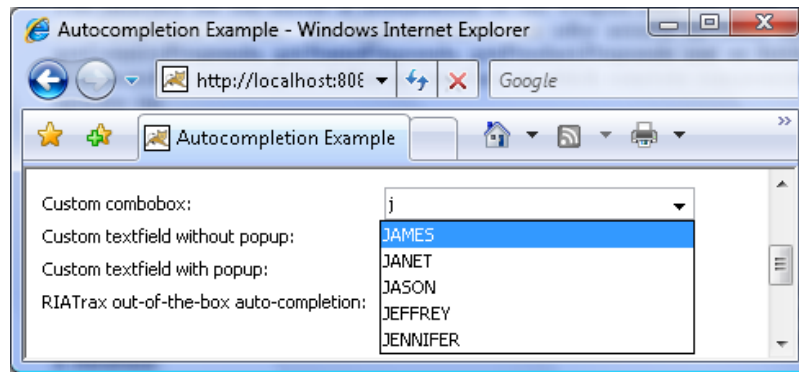 Autocompletion Example - Windows Internet Explorer
http://localhost:808
Google
Autocompletion Example
Custom combobox:
j
Custom textfield without popup:
JAMES
Custom textfield with popup:
JANET
JASON
RIATrax out-of-the-box auto-completion:
JEFFREY
JENNIFER